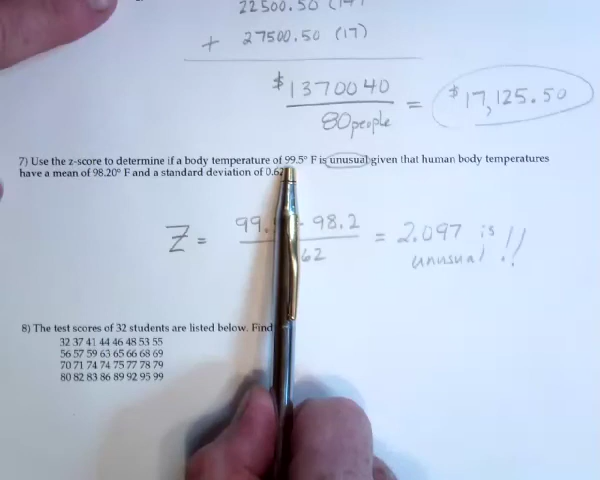 22500.50
+ 27500.50 (17)
$1370040
80 people
= $17,125.50
7) Use the z-score to determine if a body temperature of 99.5° F is unusual given that human body temperatures
have a mean of 98.20° F and a standard deviation of 0.62
Z = 99. - 98.2 = 2.097 is
62 unusual !!
8) The test scores of 32 students are listed below. Find
32 37 41 44 46 48 53 55
56 57 59 63 65 66 68 69
70 71 74 74 75 77 78 79
80 82 83 86 89 92 95 99